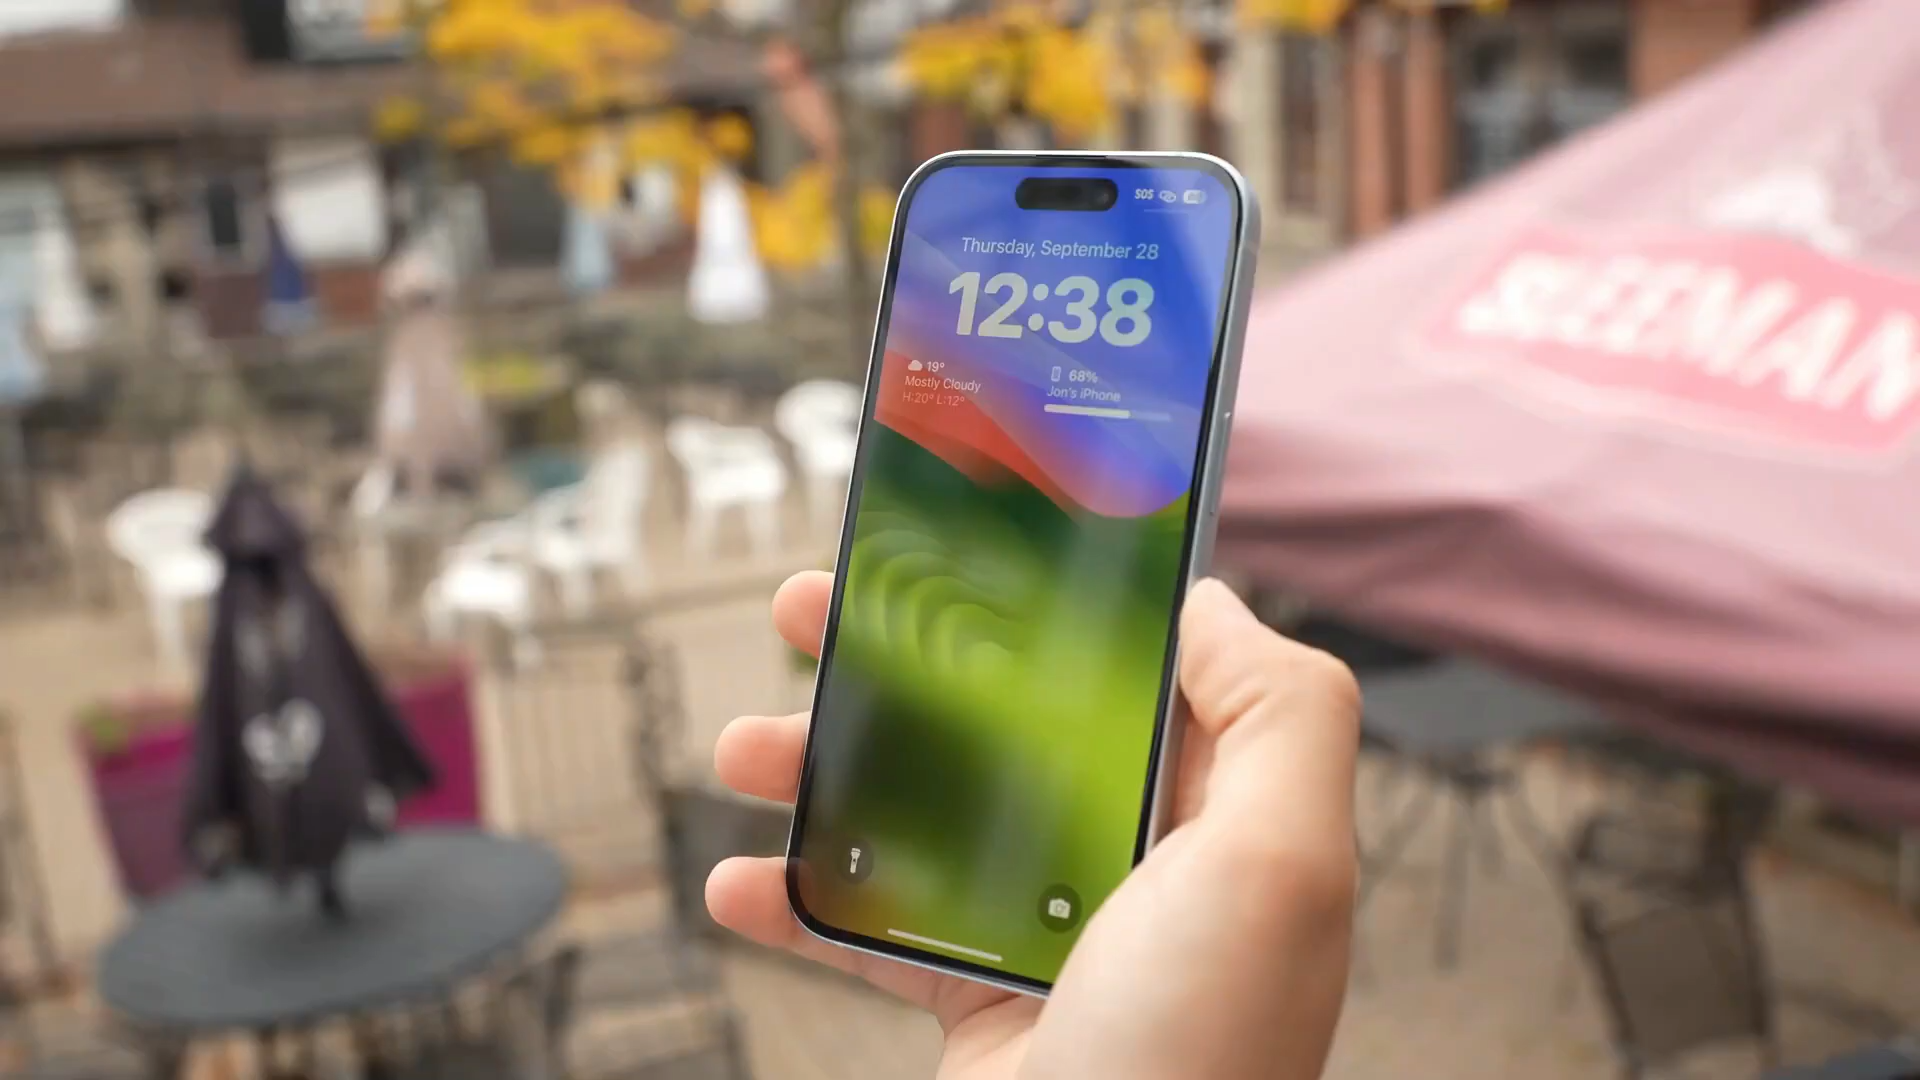 SOS
Thursday, September 28
12:38
19°
Mostly Cloudy
H:20° L:12°
68%
Jon's iPhone
SLEEMAN